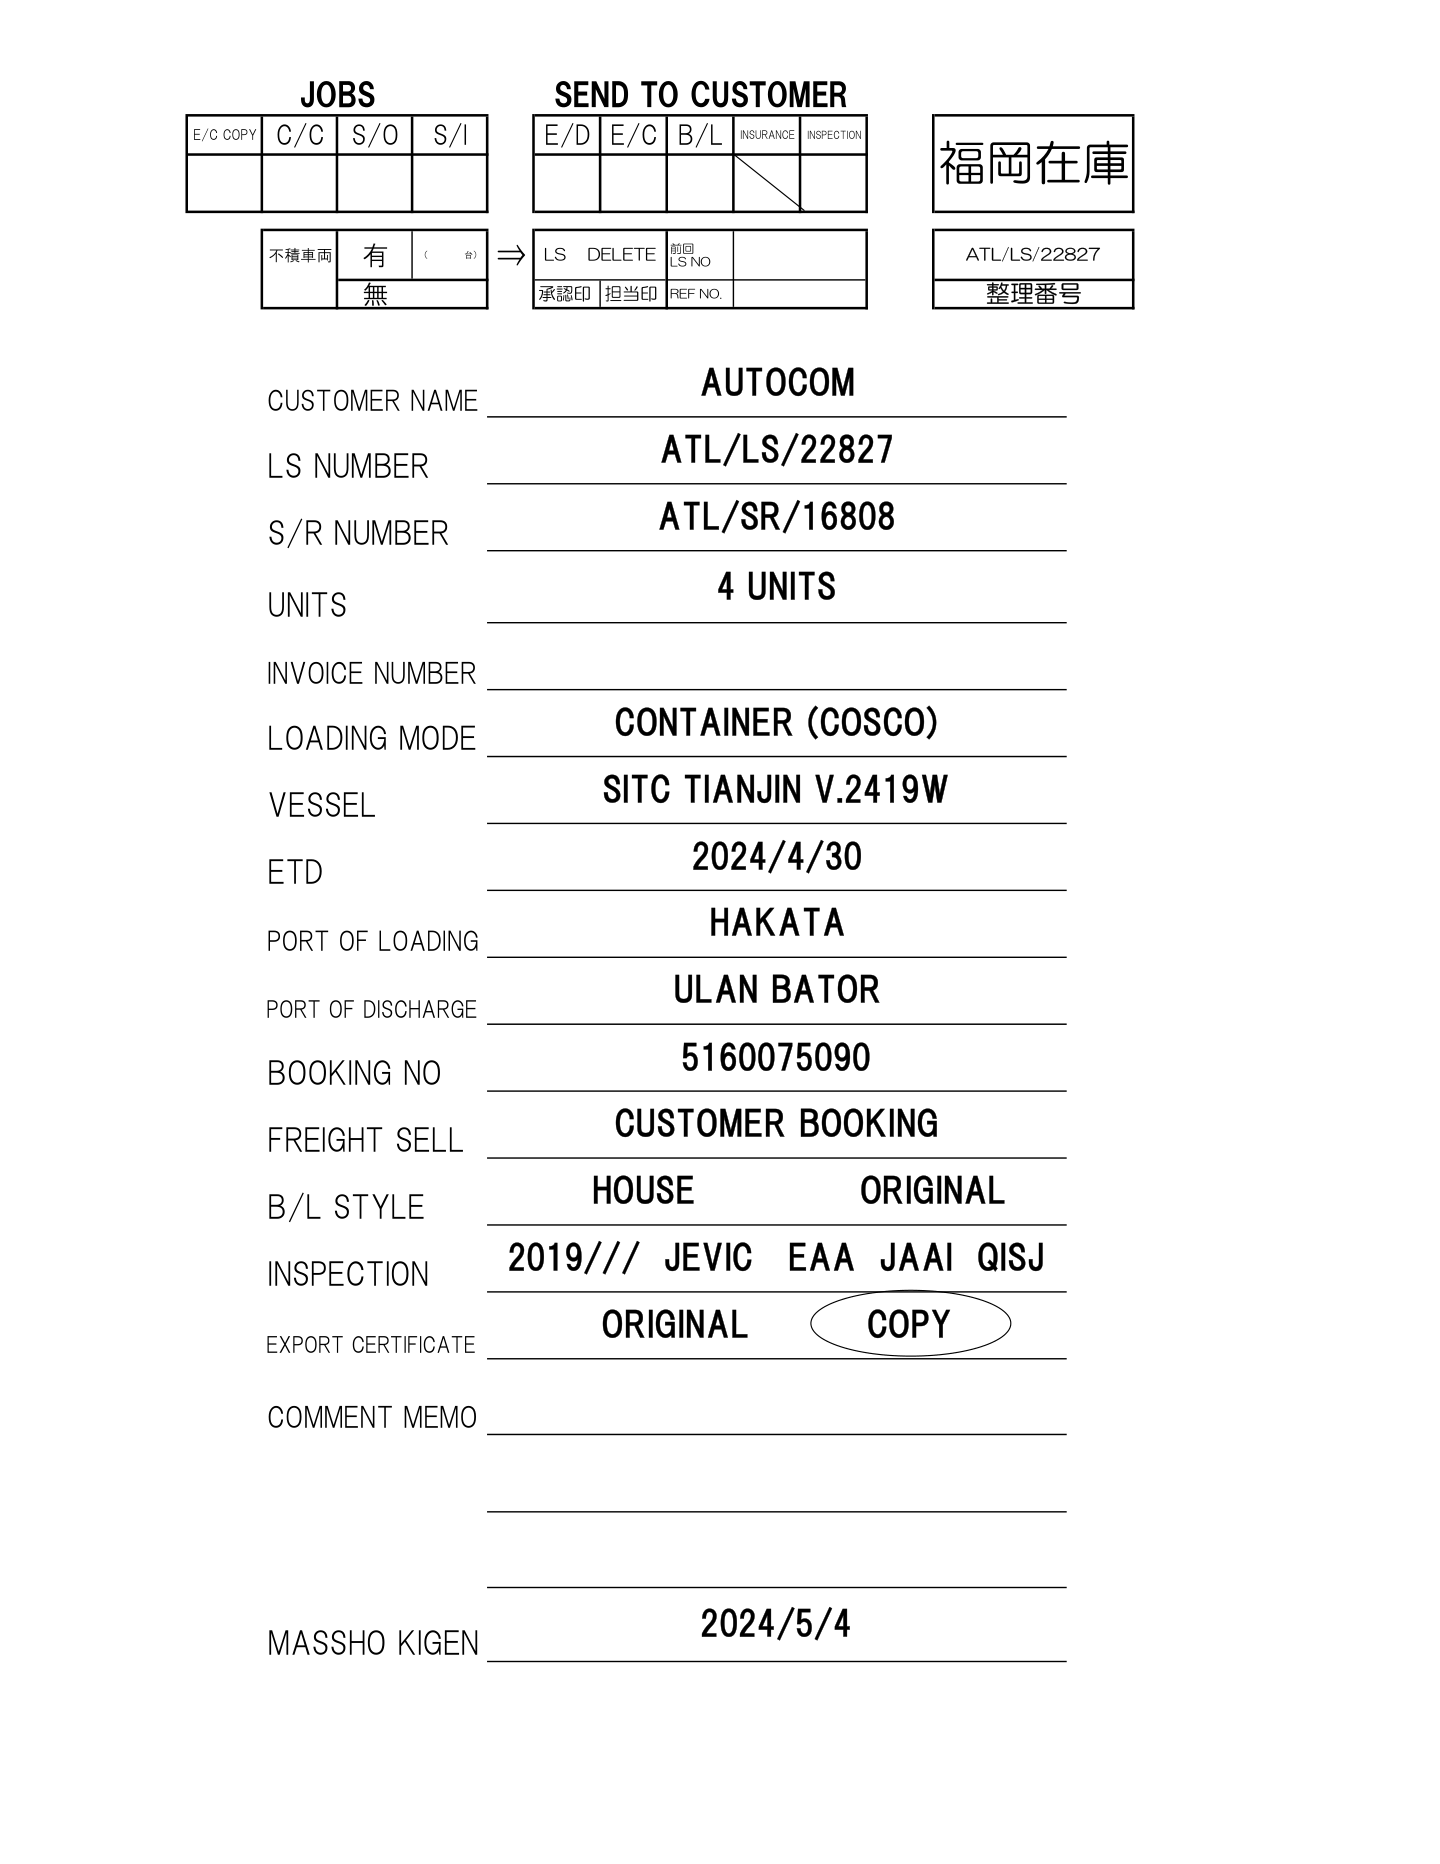 JOBS SEND TO CUSTOMER
E/C COPY C/C S/O S/I E/D E/C B/L INSURANCE INSPECTION
福岡在庫
不積車両 有 ( 台) ⇒ LS DELETE 前回 LS NO ATL/LS/22827
無 承認印 担当印 REF NO. 整理番号
CUSTOMER NAME AUTOCOM
LS NUMBER ATL/LS/22827
S/R NUMBER ATL/SR/16808
UNITS 4 UNITS
INVOICE NUMBER
LOADING MODE CONTAINER (COSCO)
VESSEL SITC TIANJIN V.2419W
ETD 2024/4/30
PORT OF LOADING HAKATA
PORT OF DISCHARGE ULAN BATOR
BOOKING NO 5160075090
FREIGHT SELL CUSTOMER BOOKING
B/L STYLE HOUSE ORIGINAL
INSPECTION 2019/// JEVIC EAA JAAI QISJ
EXPORT CERTIFICATE ORIGINAL COPY
COMMENT MEMO
MASSHO KIGEN 2024/5/4